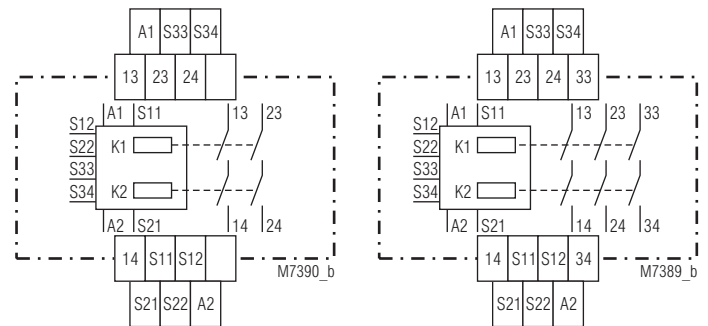 A1 S33 S34
13 23 24
A1 S11 13 23
S12
S22 K1
S33
S34 K2
A2 S21 14 24
14 S11 S12
M7390_b
S21 S22 A2
A1 S33 S34
13 23 24 33
A1 S11 13 23 33
S12
S22 K1
S33
S34 K2
A2 S21 14 24 34
14 S11 S12 34
M7389_b
S21 S22 A2